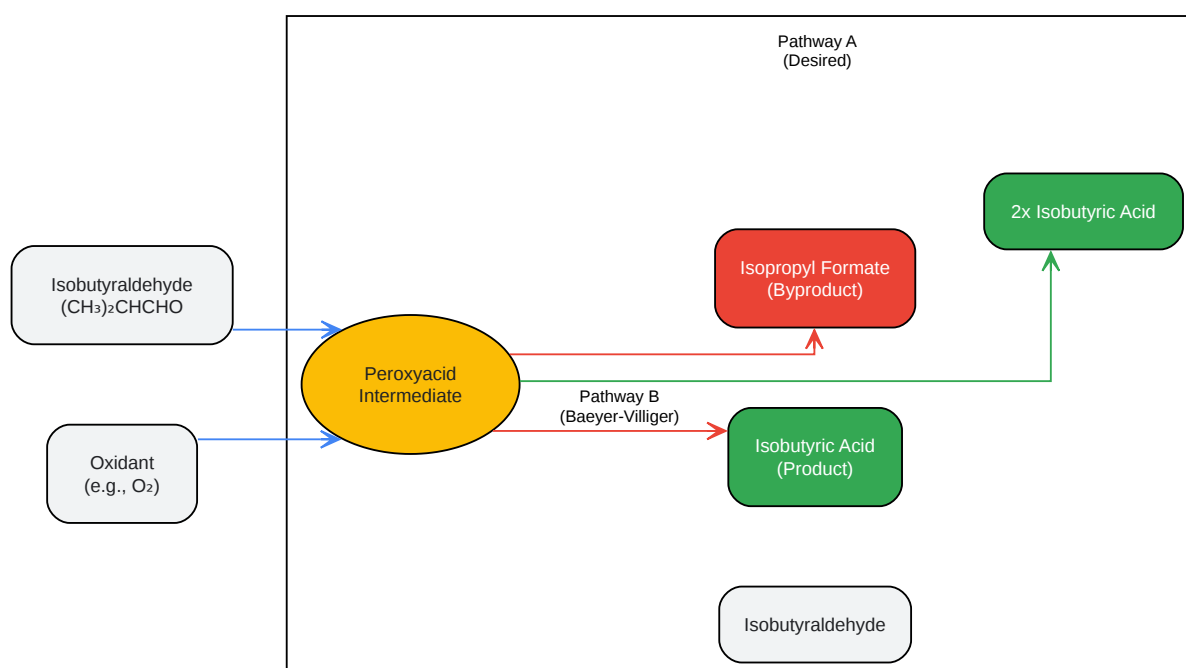 Pathway A
(Desired)
2x Isobutyric Acid
Isopropyl Formate
(Byproduct)
Isobutyraldehyde
(CH₃)₂CHCHO
Peroxyacid
Intermediate
Pathway B
(Baeyer-Villiger)
Isobutyric Acid
(Product)
Oxidant
(e.g., O₂)
Isobutyraldehyde